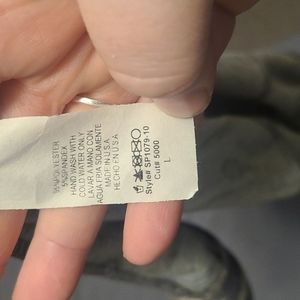 5%SPANDEX
HAND WASH WITH
COLD WATER ONLY
LAVAR A MANO CON
AGUA FRIA SOLAMENTE
MADE IN U.S.A
HECHO EN U.S.A
Style# SP1079-10
Cut# 5000
L